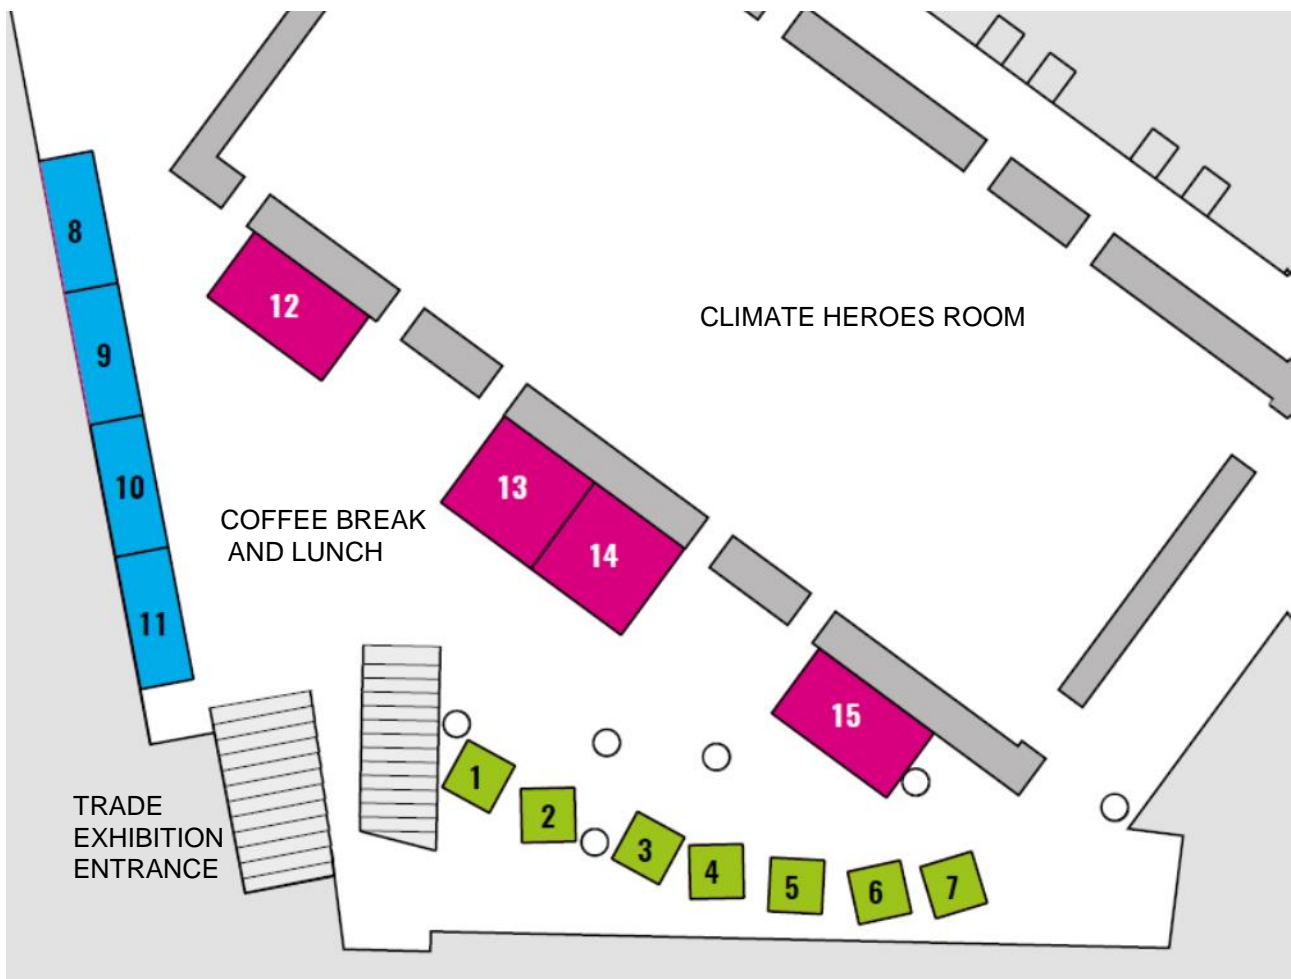 8
12
CLIMATE HEROES ROOM
9
10
13
COFFEE BREAK
AND LUNCH
14
11
15
1
2
TRADE
EXHIBITION
ENTRANCE
3
4
5
6
7